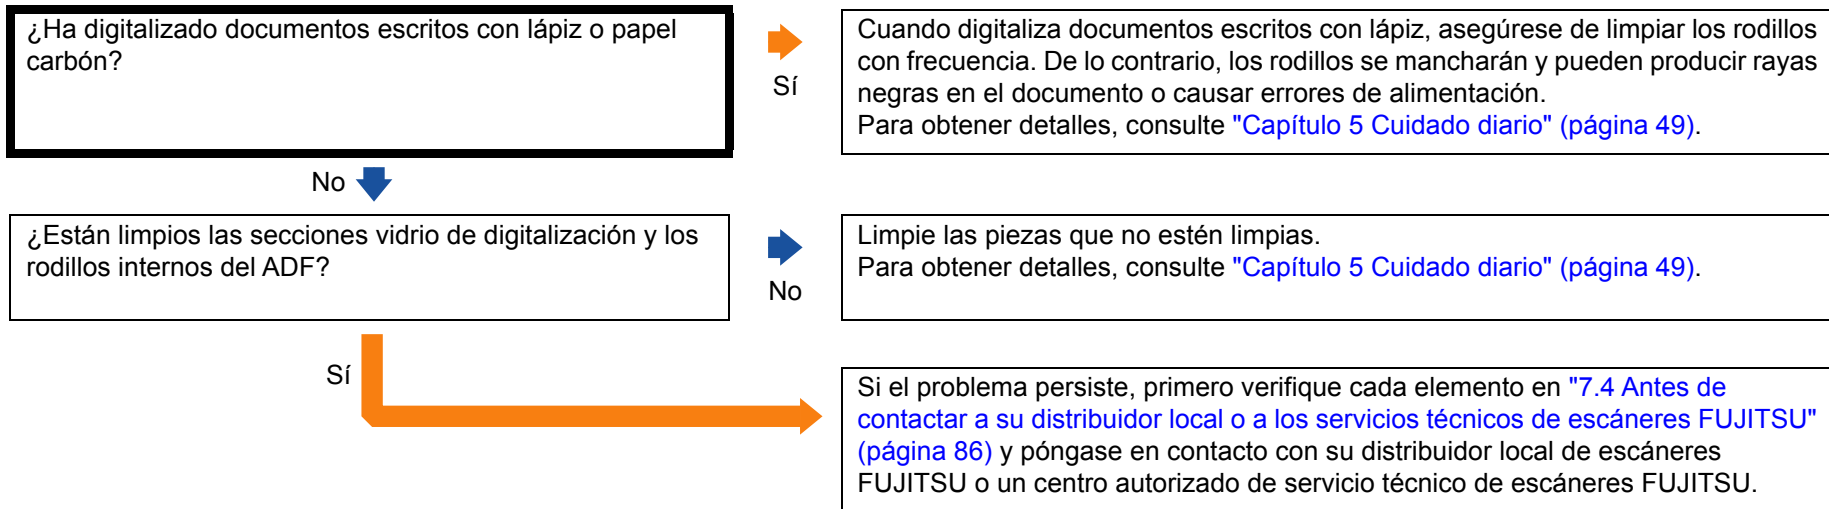 ¿Ha digitalizado documentos escritos con lápiz o papel
carbón?
Sí
Cuando digitaliza documentos escritos con lápiz, asegúrese de limpiar los rodillos
con frecuencia. De lo contrario, los rodillos se mancharán y pueden producir rayas
negras en el documento o causar errores de alimentación.
Para obtener detalles, consulte "Capítulo 5 Cuidado diario" (página 49).
No
¿Están limpios las secciones vidrio de digitalización y los
rodillos internos del ADF?
No
Limpie las piezas que no estén limpias.
Para obtener detalles, consulte "Capítulo 5 Cuidado diario" (página 49).
Sí
Si el problema persiste, primero verifique cada elemento en "7.4 Antes de
contactar a su distribuidor local o a los servicios técnicos de escáneres FUJITSU"
(página 86) y póngase en contacto con su distribuidor local de escáneres
FUJITSU o un centro autorizado de servicio técnico de escáneres FUJITSU.